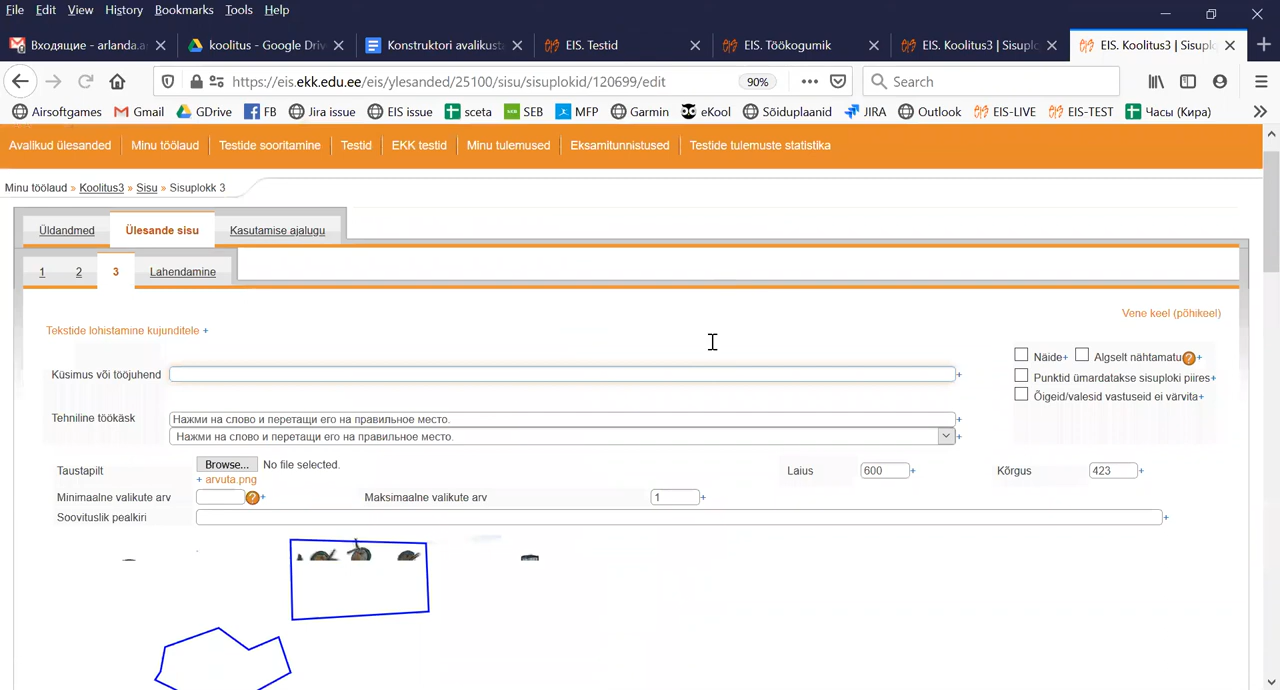 File Edit View History Bookmarks Tools Help
Входящие - arlanda.a koolitus - Google Driv Konstruktori avalikusta EIS. Testid EIS. Töökogumik EIS. Koolitus3 | Sisuplo EIS. Koolitus3 | Sisuplo
https://eis.ekk.edu.ee/eis/ylesanded/25100/sisu/sisuplokid/120699/edit 90% Search
Airsoftgames Gmail GDrive FB Jira issue EIS issue sceta SEB MFP Garmin eKool Sõiduplaanid JIRA Outlook EIS-LIVE EIS-TEST Часы (Кира)
Avalikud ülesanded Minu töölaud Testide sooritamine Testid EKK testid Minu tulemused Eksamitunnistused Testide tulemuste statistika
Minu töölaud » Koolitus3 » Sisu » Sisuplokk 3
Üldandmed Ülesande sisu Kasutamise ajalugu
1 2 3 Lahendamine
Vene keel (põhikeel)
Tekstide lohistamine kujunditele +
Näide+ Algselt nähtamatu ?+
Küsimus või tööjuhend +
Punktid ümardatakse sisuploki piires+
Õigeid/valesid vastuseid ei värvita+
Tehniline töökäsk Нажми на слово и перетащи его на правильное место. +
Нажми на слово и перетащи его на правильное место. +
Taustapilt Browse... No file selected. Laius 600 + Kõrgus 423 +
+ arvuta.png
Minimaalne valikute arv ?+ Maksimaalne valikute arv 1 +
Soovituslik pealkiri +